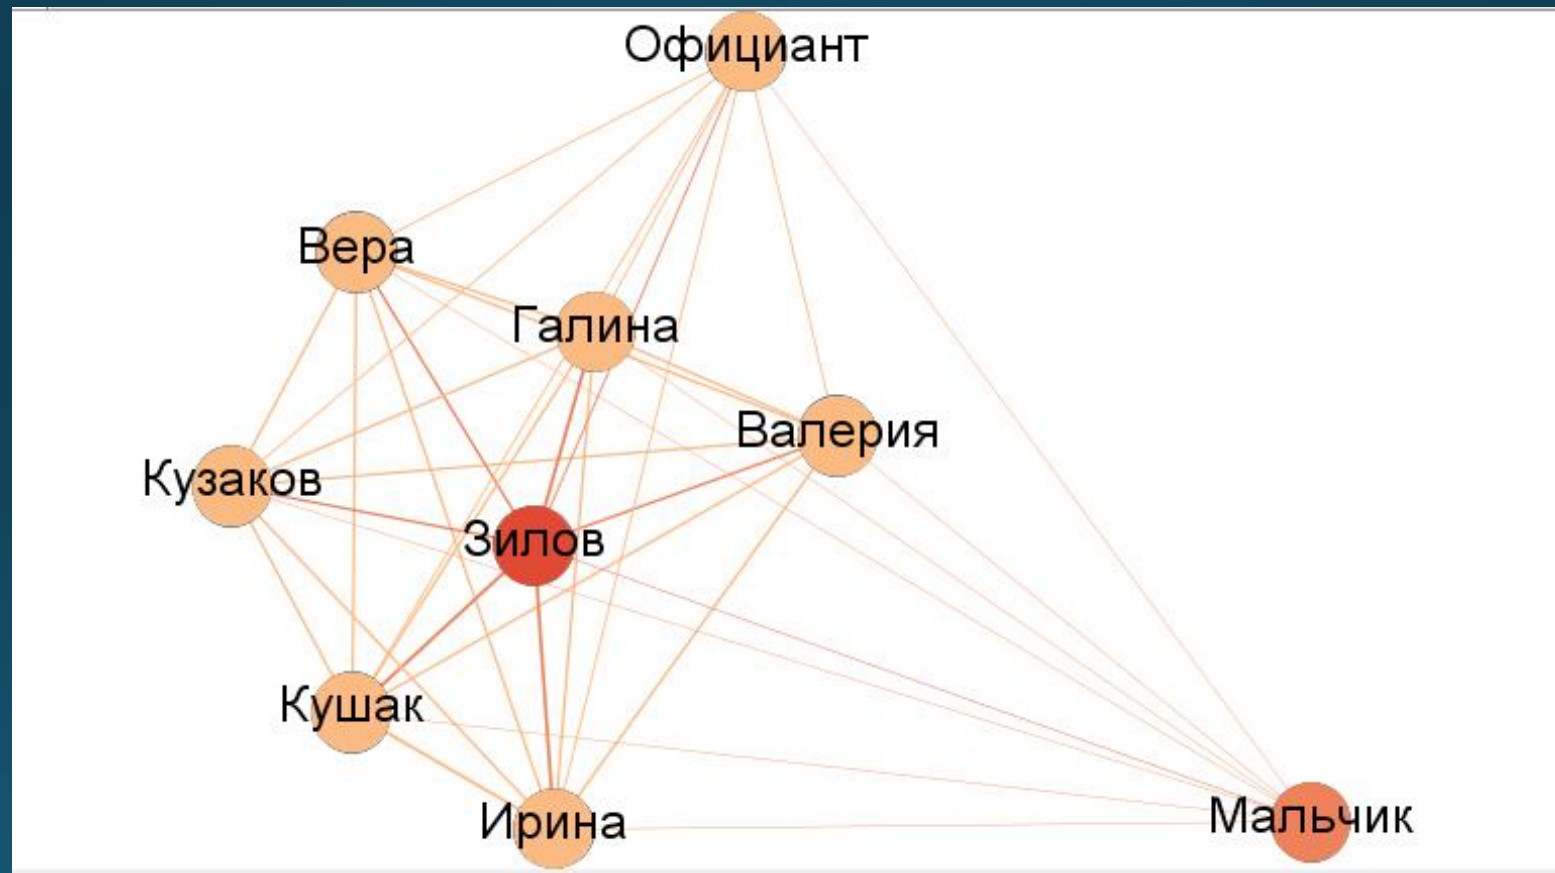 Официант
Вера
Галина
Валерия
Кузаков
Зилов
Кушак
Ирина
Мальчик